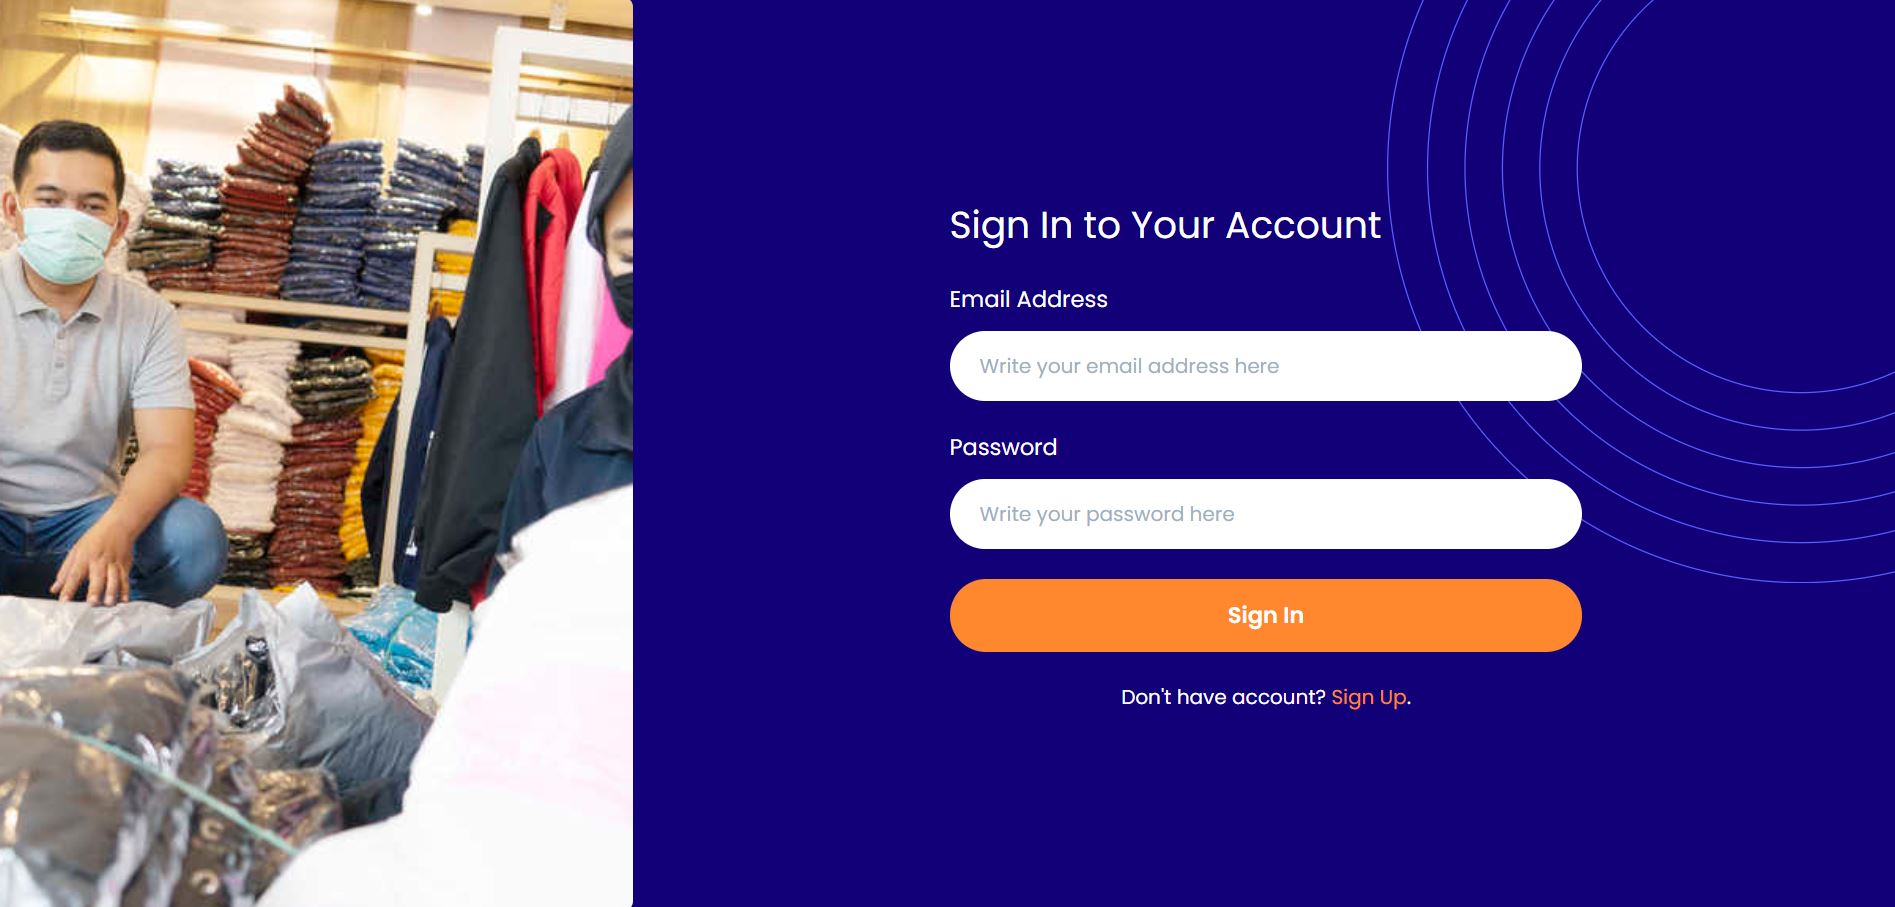 Sign In to Your Account
Email Address
Write your email address here
Password
Write your password here
Sign In
Don't have account? Sign Up.